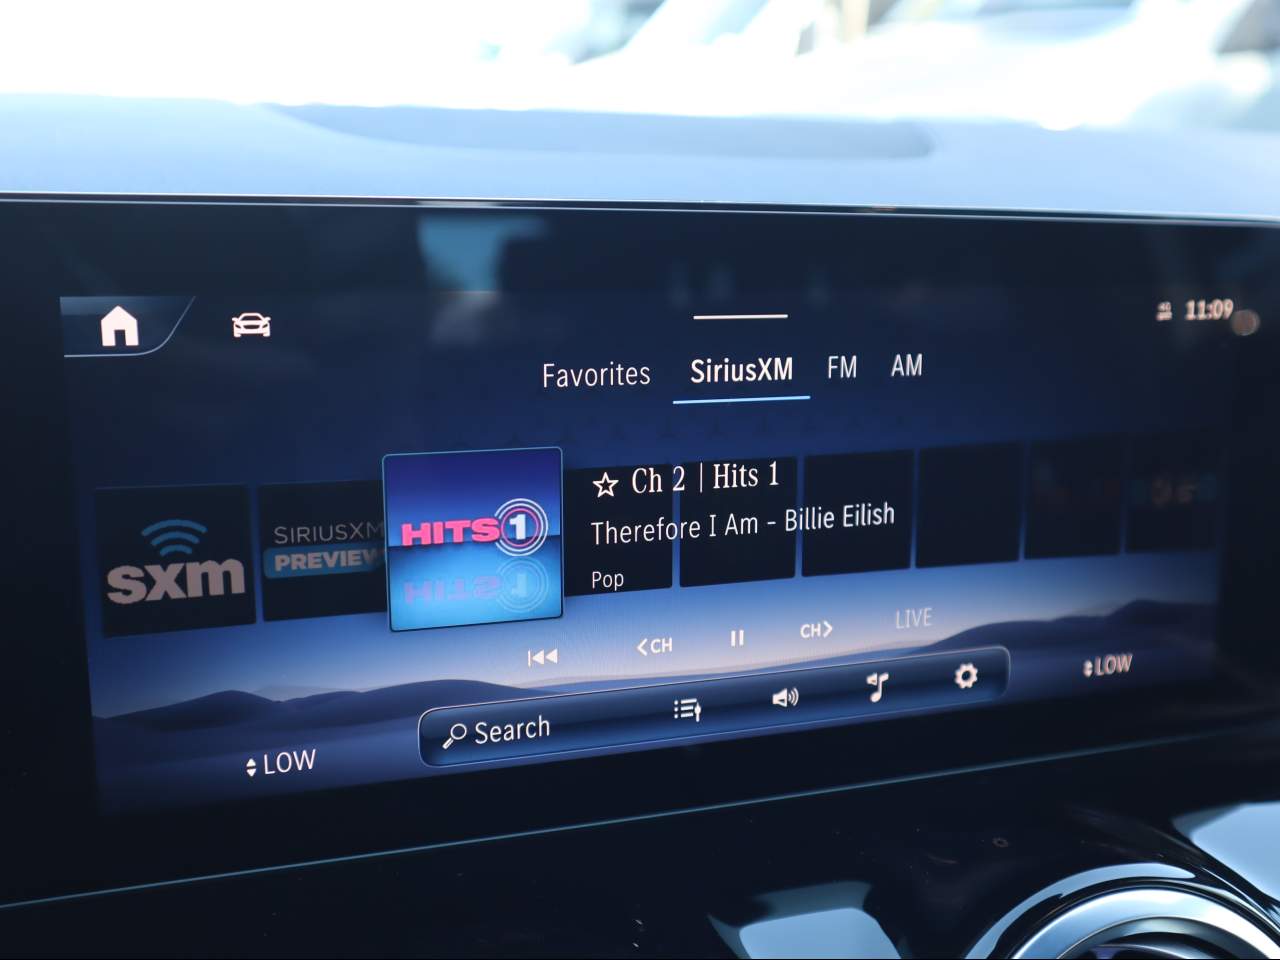 11:09
Favorites SiriusXM FM AM
Ch 2 | Hits 1
Therefore I Am - Billie Eilish
Pop
sxm
SIRIUSXM
PREVIEW
HITS 1
<CH CH> LIVE
Search
LOW
LOW